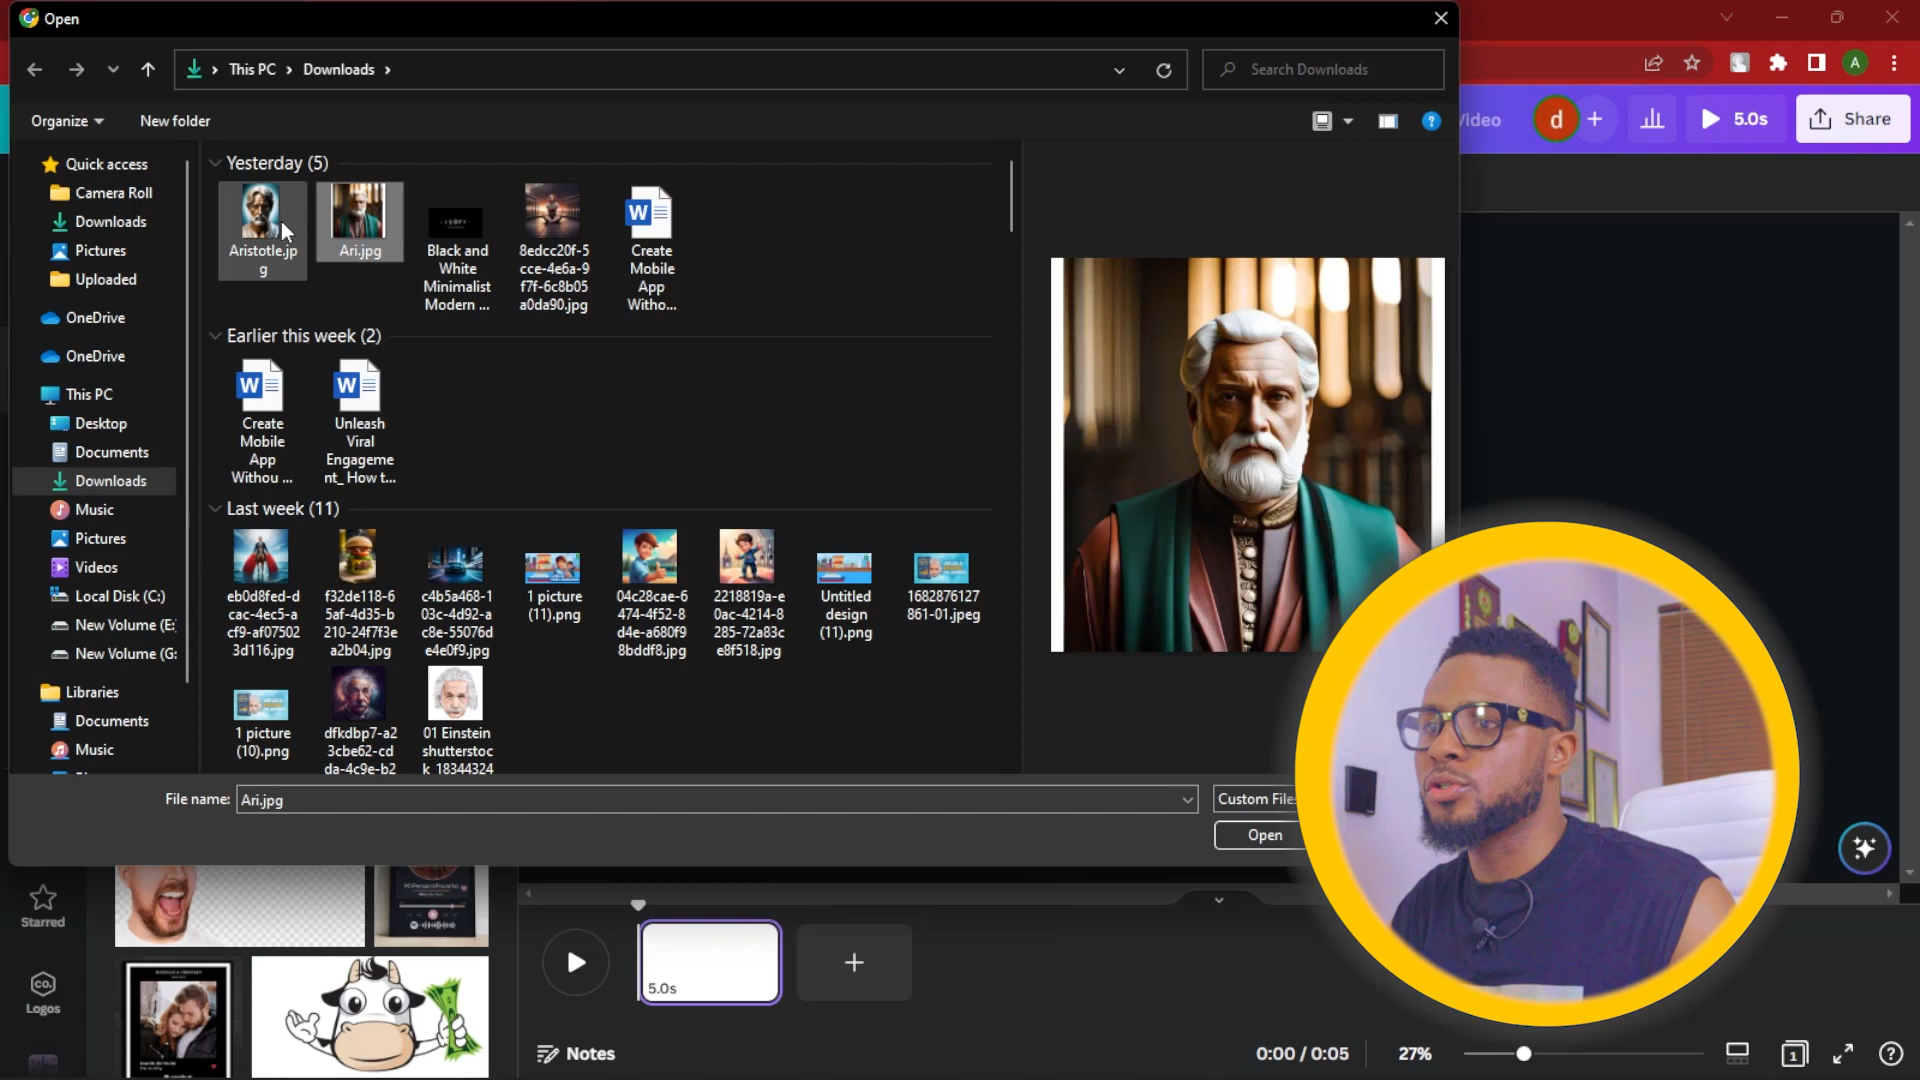 Open
This PC
Downloads
Search Downloads
Organize
New folder
Video
d
5.0s
Share
A
Quick access
Camera Roll
Downloads
Pictures
Uploaded
OneDrive
OneDrive
This PC
Desktop
Documents
Downloads
Music
Pictures
Videos
Local Disk (C:)
New Volume (E:
New Volume (G:
Libraries
Documents
Music
Yesterday (5)
Aristotle.jp
g
Ari.jpg
Black and
White
Minimalist
Modern ...
8edcc20f-5
cce-4e6a-9
f7f-6c8b05
a0da90.jpg
Create
Mobile
App
Witho...
Earlier this week (2)
Create
Mobile
App
Withou ...
Unleash
Viral
Engageme
nt_ How t...
Last week (11)
eb0d8fed-d
cac-4ec5-a
cf9-af07502
3d116.jpg
f32de118-6
5af-4d35-b
210-24f7f3e
a2b04.jpg
c4b5a468-1
03c-4d92-a
c8e-55076d
e4e0f9.jpg
1 picture
(11).png
04c28cae-6
474-4f52-8
d4e-a680f9
8bddf8.jpg
2218819a-e
0ac-4214-8
285-72a83c
e8f518.jpg
Untitled
design
(11).png
1682876127
861-01.jpeg
1 picture
(10).png
dfkdbp7-a2
3cbe62-cd
da-4c9e-b2
01 Einstein
shutterstoc
k_18344324
File name:
Ari.jpg
Custom Files
Open
Starred
CO.
Logos
5.0s
Notes
0:00 / 0:05
27%
1